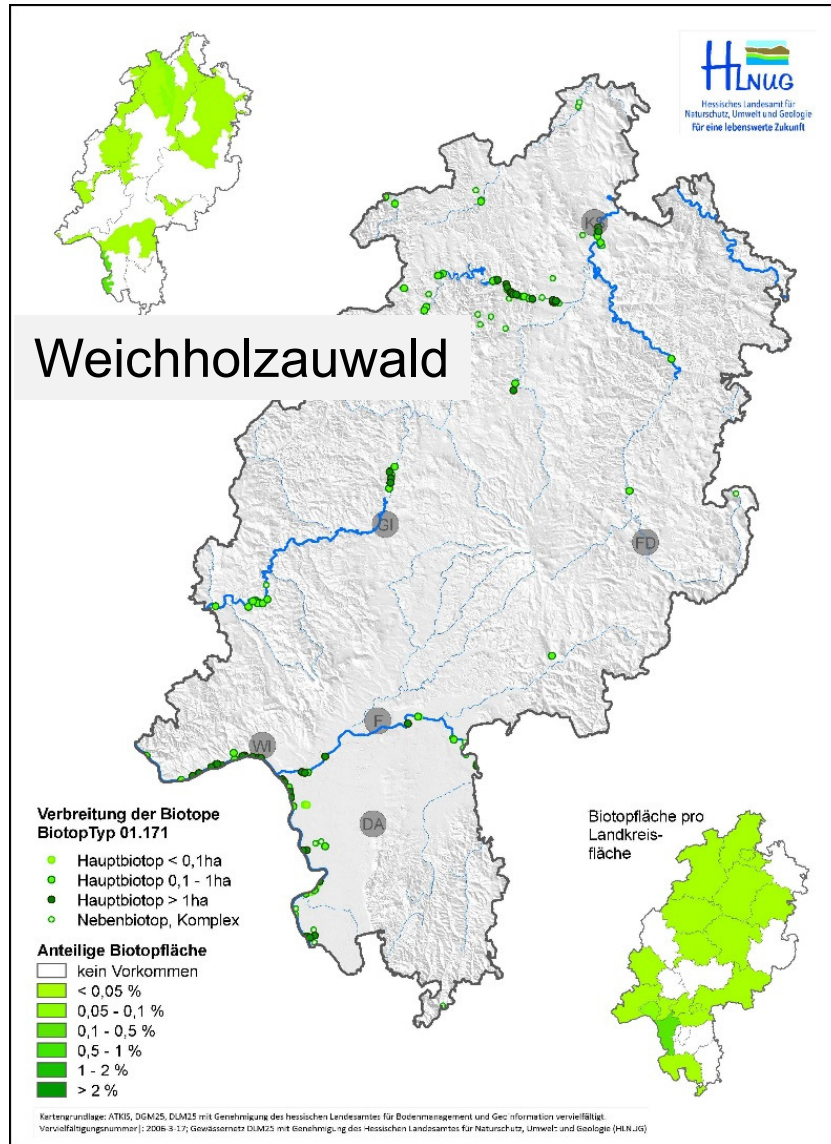 HLNUG
Hessisches Landesamt für
Naturschutz, Umwelt und Geologie
Für eine lebenswerte Zukunft
KS
Weichholzauwald
GI
FD
F
WI
DA
Verbreitung der Biotope
BiotopTyp 01.171
Hauptbiotop < 0,1ha
Hauptbiotop 0,1 - 1ha
Hauptbiotop > 1ha
Nebenbiotop, Komplex
Anteilige Biotopfläche
kein Vorkommen
< 0,05 %
0,05 - 0,1 %
0,1 - 0,5 %
0,5 - 1 %
1 - 2 %
> 2 %
Biotopfläche pro
Landkreis-
fläche
Kartengrundlage: ATKIS, DGM25, DLM25 mit Genehmigung des hessischen Landesamtes für Bodenmanagement und Geoinformation vervielfältigt.
Vervielfältigungsnummer|: 2006-3-17; Gewässernetz DLM25 mit Genehmigung des Hessischen Landesamtes für Naturschutz, Umwelt und Geologie (HLNUG)